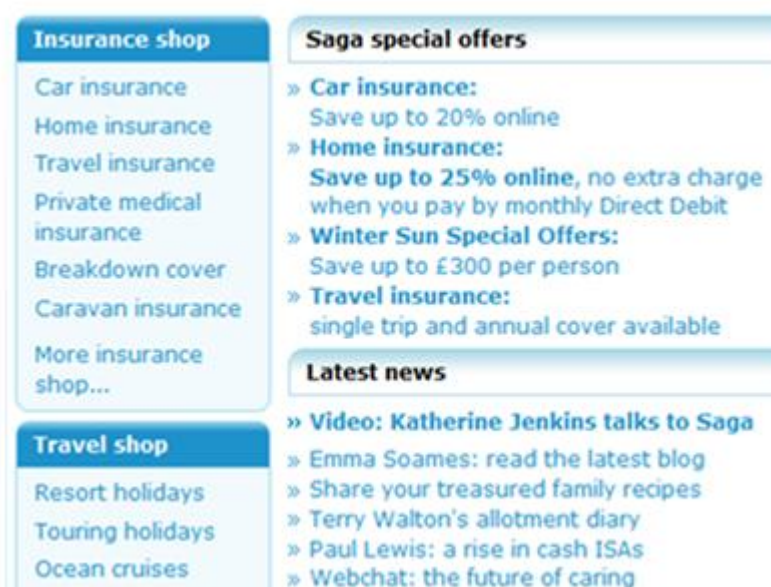 Insurance shop
Car insurance
Home insurance
Travel insurance
Private medical
insurance
Breakdown cover
Caravan insurance
More insurance
shop...
Travel shop
Resort holidays
Touring holidays
Ocean cruises
Saga special offers
» Car insurance:
Save up to 20% online
» Home insurance:
Save up to 25% online, no extra charge
when you pay by monthly Direct Debit
» Winter Sun Special Offers:
Save up to £300 per person
» Travel insurance:
single trip and annual cover available
Latest news
» Video: Katherine Jenkins talks to Saga
» Emma Soames: read the latest blog
» Share your treasured family recipes
» Terry Walton's allotment diary
» Paul Lewis: a rise in cash ISAs
» Webchat: the future of caring